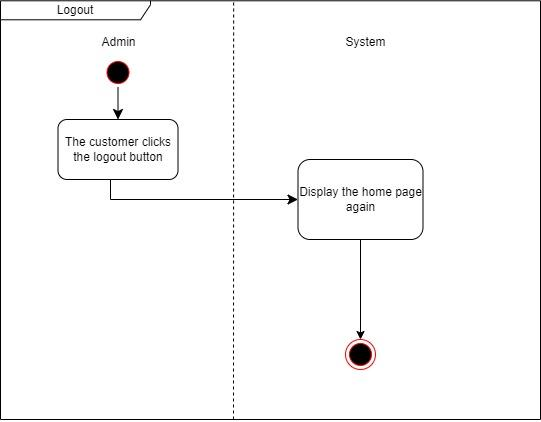 Logout
Admin
System
The customer clicks
the logout button
Display the home page
again